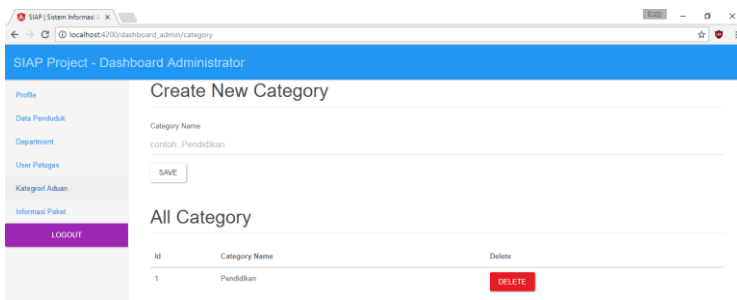 SIAP | Sistem Informasi
localhost:4200/dashboard_admin/category
SIAP Project - Dashboard Administrator
Profile
Data Penduduk
Department
User Petugas
Kategrori Aduan
Informasi Paket
LOGOUT
Create New Category
Category Name
contoh: Pendidikan
SAVE
All Category
Id Category Name Delete
1 Pendidikan DELETE